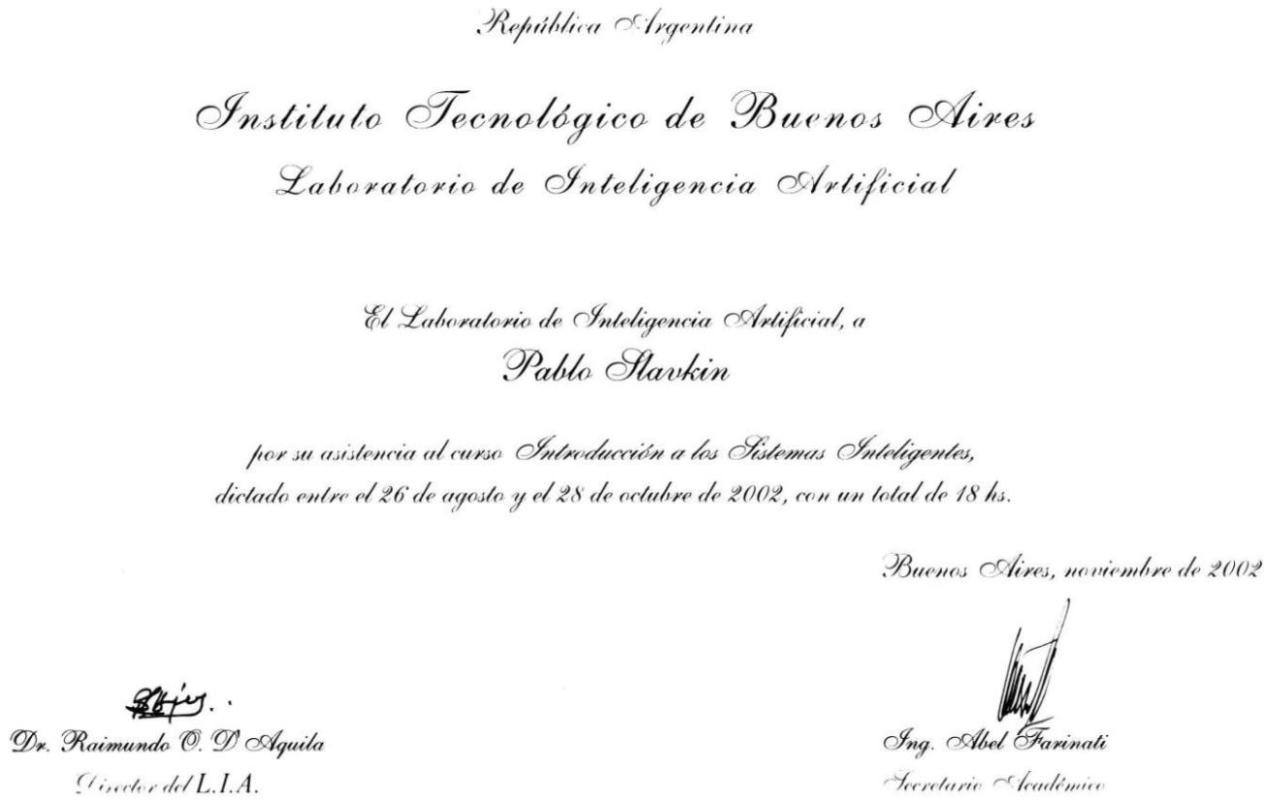 República Argentina
Instituto Tecnológico de Buenos Aires
Laboratorio de Inteligencia Artificial
El Laboratorio de Inteligencia Artificial, a
Pablo Slavkin
por su asistencia al curso Introducción a los Sistemas Inteligentes,
dictado entre el 26 de agosto y el 28 de octubre de 2002, con un total de 18 hs.
Buenos Aires, noviembre de 2002
Dr. Raimundo O. D'Aquila
Director del L.I.A.
Ing. Abel Farinati
Secretario Académico